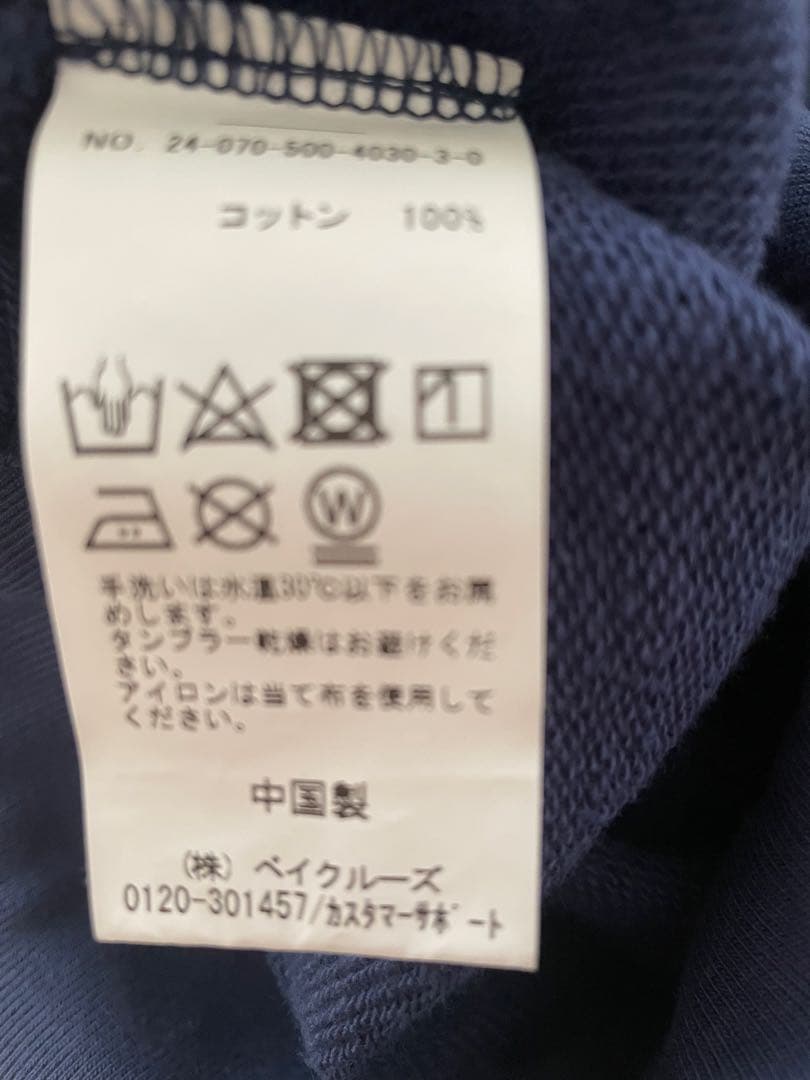 NO. 24-070-500-4030-3-0
コットン 100%
W
手洗いは水温30℃以下をお薦
めします。
タンブラー乾燥はお避けくだ
さい。
アイロンは当て布を使用して
ください。
中国製
(株) ベイクルーズ
0120-301457/カスタマーサポート